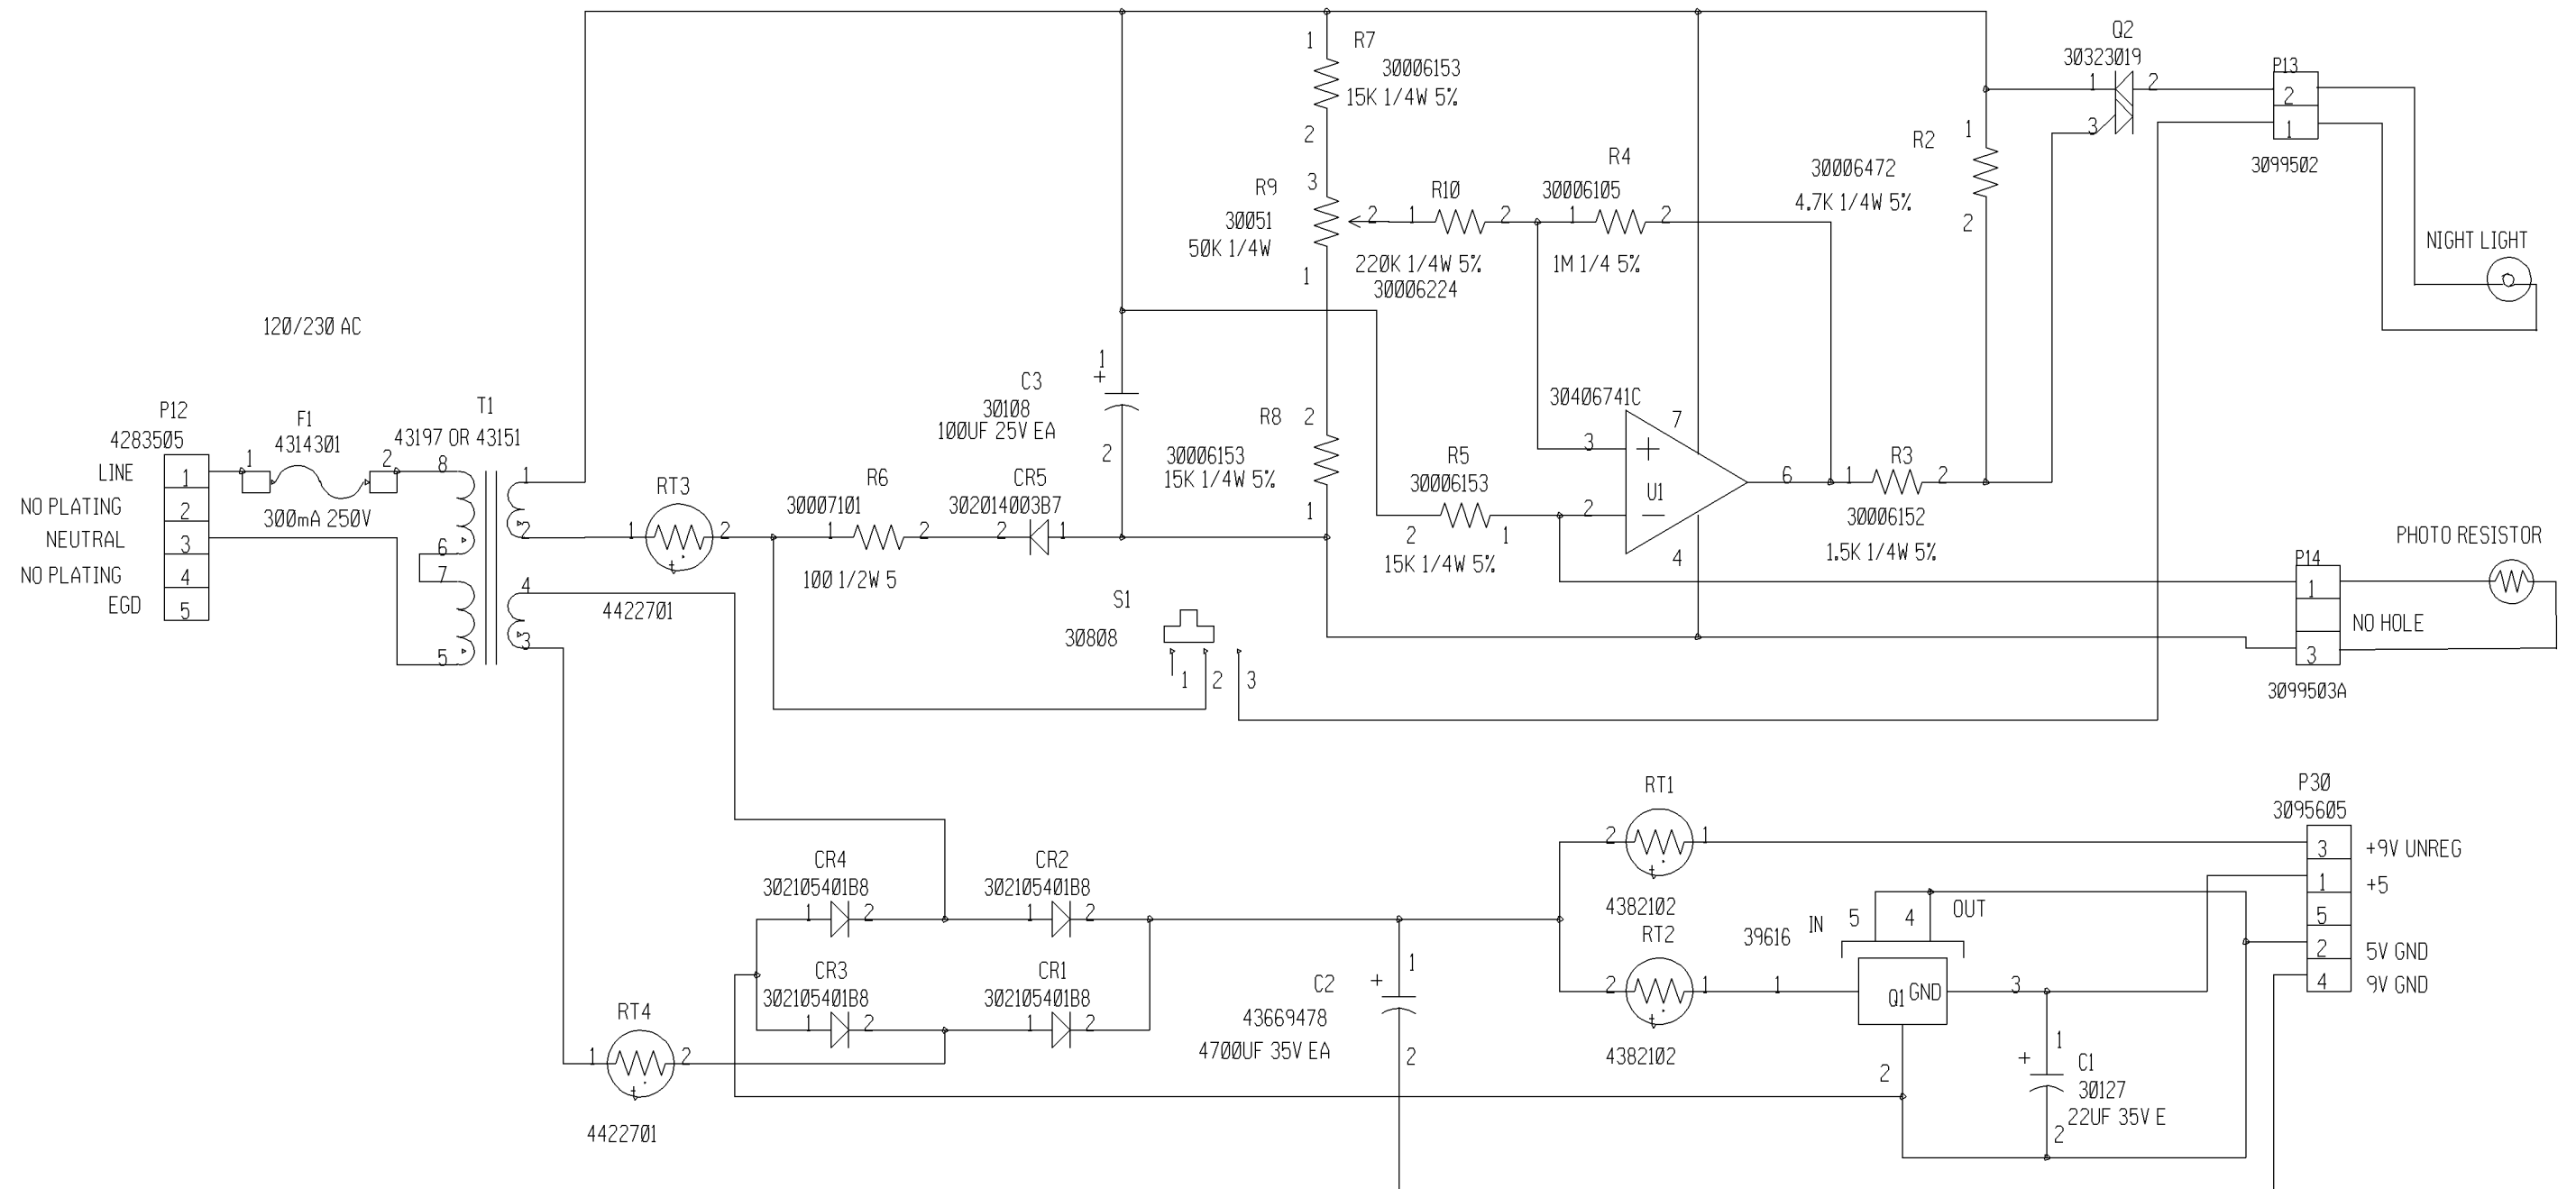 120/230 AC
P12
4283505
LINE
NO PLATING
NEUTRAL
NO PLATING
EGD
1
2
3
4
5
F1
4314301
1
2
300mA 250V
T1
43197 OR 43151
8
6
7
5
1
2
4
3
RT3
1
2
4422701
R6
30007101
1
2
100 1/2W 5
CR5
302014003B7
2
1
C3
30108
100UF 25V EA
1
+
2
R7
30006153
15K 1/4W 5%
1
2
R9
30051
50K 1/4W
3
2
1
R8
30006153
15K 1/4W 5%
2
1
R10
1
2
220K 1/4W 5%
30006224
R4
30006105
1
2
1M 1/4 5%
30406741C
7
3
+
U1
2
-
4
6
R5
30006153
2
1
15K 1/4W 5%
R3
1
2
30006152
1.5K 1/4W 5%
R2
30006472
4.7K 1/4W 5%
1
2
Q2
30323019
1
2
3
P13
2
1
3099502
NIGHT LIGHT
PHOTO RESISTOR
P14
1
NO HOLE
3
3099503A
S1
30808
1
2
3
CR4
302105401B8
1
2
CR2
302105401B8
1
2
CR3
302105401B8
1
2
CR1
302105401B8
1
2
RT4
1
2
t
4422701
C2
43669478
4700UF 35V EA
1
+
2
RT1
2
1
t
4382102
RT2
2
1
t
4382102
39616
IN
5
4
OUT
1
Q1
GND
3
2
C1
30127
22UF 35V E
1
+
2
P30
3095605
3
+9V UNREG
1
+5
5
2
5V GND
4
9V GND